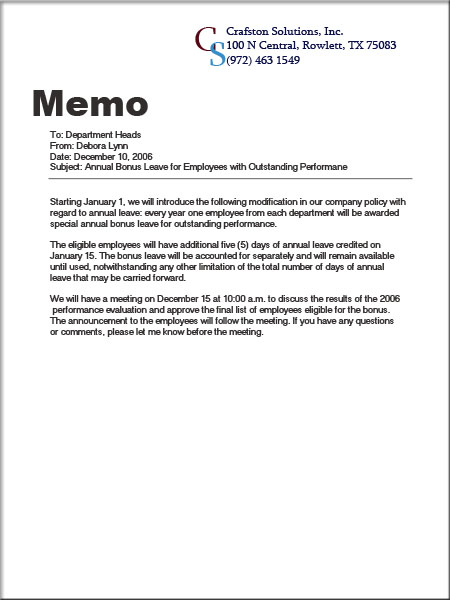 CS
Crafston Solutions, Inc.
100 N Central, Rowlett, TX 75083
(972) 463 1549
Memo
To: Department Heads
From: Debora Lynn
Date: December 10, 2006
Subject: Annual Bonus Leave for Employees with Outstanding Performane
Starting January 1, we will introduce the following modification in our company policy with
regard to annual leave: every year one employee from each department will be awarded
special annual bonus leave for outstanding performance.
The eligible employees will have additional five (5) days of annual leave credited on
January 15. The bonus leave will be accounted for separately and will remain available
until used, notwithstanding any other limitation of the total number of days of annual
leave that may be carried forward.
We will have a meeting on December 15 at 10:00 a.m. to discuss the results of the 2006
performance evaluation and approve the final list of employees eligible for the bonus.
The announcement to the employees will follow the meeting. If you have any questions
or comments, please let me know before the meeting.